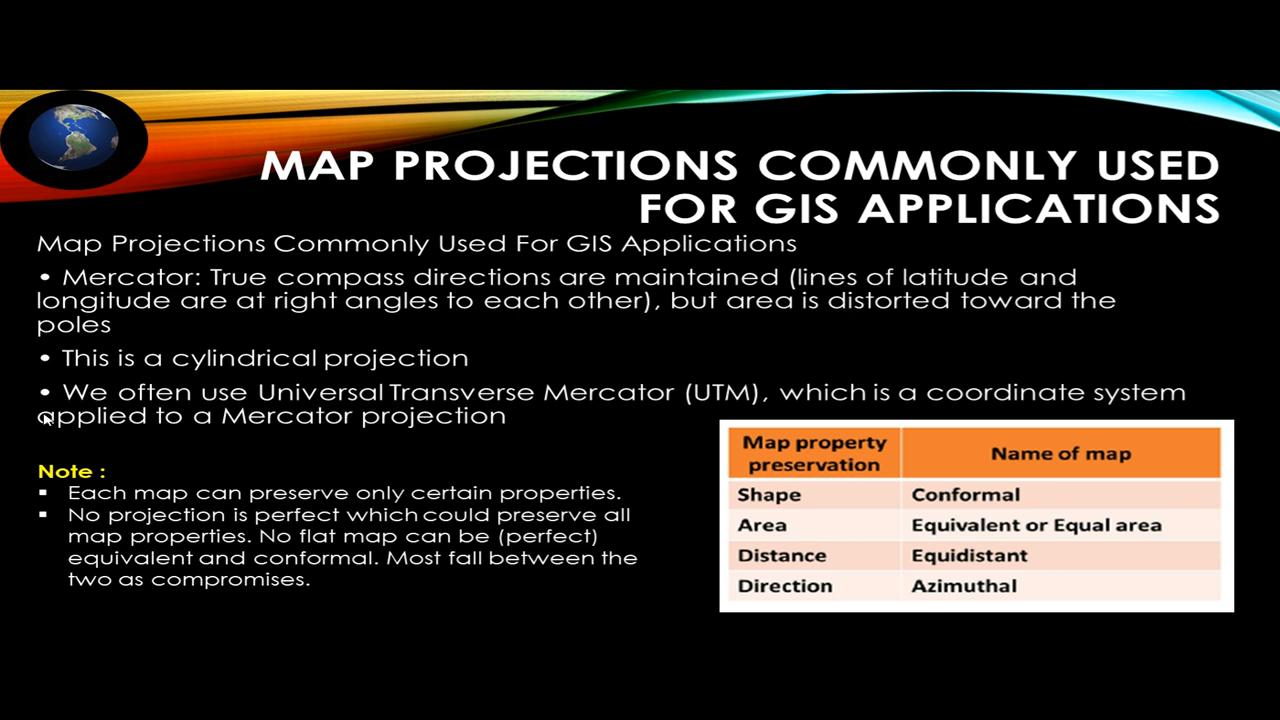 MAP PROJECTIONS COMMONLY USED
FOR GIS APPLICATIONS
Map Projections Commonly Used For GIS Applications
• Mercator: True compass directions are maintained (lines of latitude and
longitude are at right angles to each other), but area is distorted toward the
poles
• This is a cylindrical projection
• We often use Universal Transverse Mercator (UTM), which is a coordinate system
applied to a Mercator projection
Note :
▪ Each map can preserve only certain properties.
▪ No projection is perfect which could preserve all
map properties. No flat map can be (perfect)
equivalent and conformal. Most fall between the
two as compromises.
Map property preservation Name of map
Shape Conformal
Area Equivalent or Equal area
Distance Equidistant
Direction Azimuthal